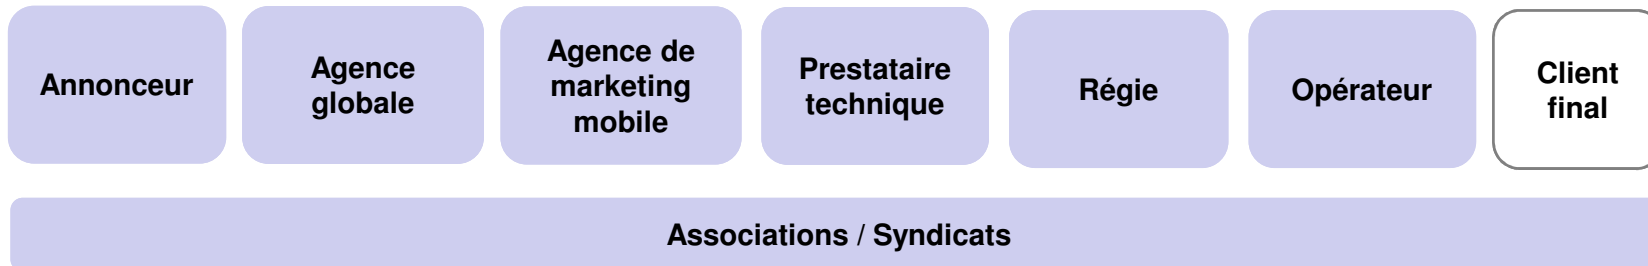 Annonceur
Agence
globale
Agence de
marketing
mobile
Prestataire
technique
Régie
Opérateur
Client
final
Associations / Syndicats